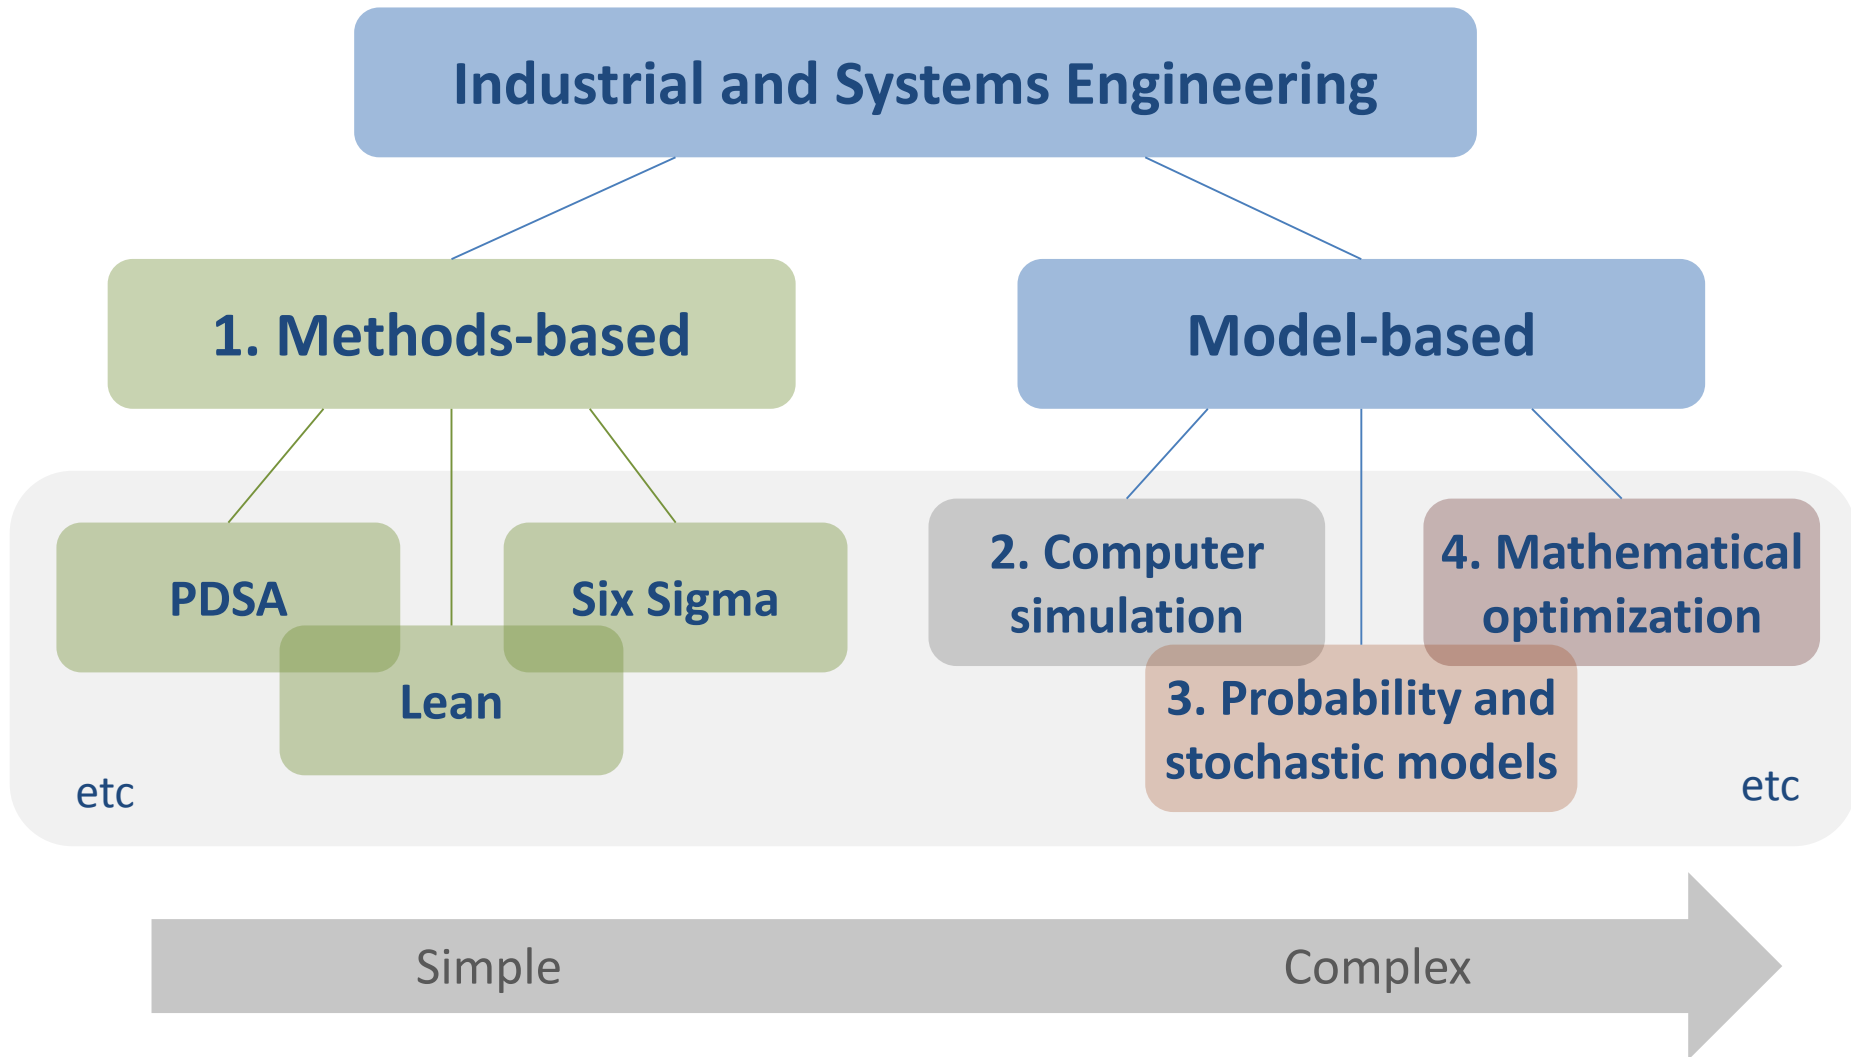 Industrial and Systems Engineering
1. Methods-based
Model-based
PDSA
Six Sigma
Lean
2. Computer
simulation
4. Mathematical
optimization
3. Probability and
stochastic models
etc
etc
Simple
Complex